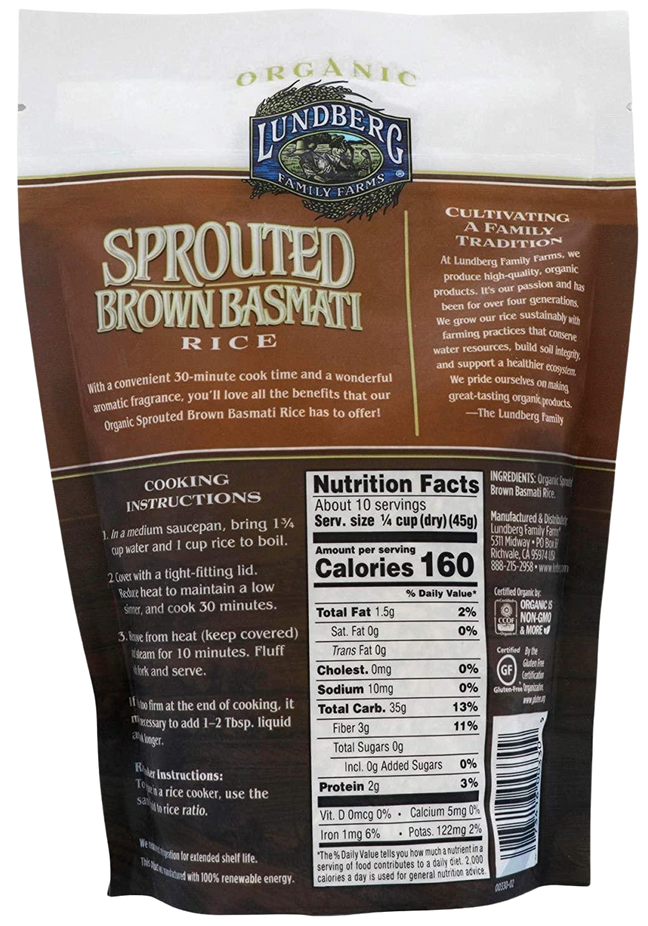 ORGANIC
LUNDBERG
FAMILY FARMS ®
SPROUTED
BROWN BASMATI
RICE
With a convenient 30-minute cook time and a wonderful
aromatic fragrance, you'll love all the benefits that our
Organic Sprouted Brown Basmati Rice has to offer!
CULTIVATING
A FAMILY
TRADITION
At Lundberg Family Farms, we
produce high-quality, organic
products. It's our passion and has
been for over four generations.
We grow our rice sustainably with
farming practices that conserve
water resources, build soil integrity,
and support a healthier ecosystem.
We pride ourselves on making
great-tasting organic products.
—The Lundberg Family
COOKING
INSTRUCTIONS
1. In a medium saucepan, bring 1¾
cup water and 1 cup rice to boil.
2. Cover with a tight-fitting lid.
Reduce heat to maintain a low
and cook 30 minutes.
3. from heat (keep covered)
steam for 10 minutes. Fluff
fork and serve.
If too firm at the end of cooking, it
necessary to add 1–2 Tbsp. liquid
longer.
Instructions:
in a rice cooker, use the
to rice ratio.
for extended shelf life.
This manufactured with 100% renewable energy.
Nutrition Facts
About 10 servings
Serv. size ¼ cup (dry) (45g)
Amount per serving
Calories 160
% Daily Value*
Total Fat 1.5g 2%
Sat. Fat 0g 0%
Trans Fat 0g
Cholest. 0mg 0%
Sodium 10mg 0%
Total Carb. 35g 13%
Fiber 3g 11%
Total Sugars 0g
Incl. 0g Added Sugars 0%
Protein 2g 3%
Vit. D 0mcg 0% • Calcium 5mg 0%
Iron 1mg 6% • Potas. 122mg 2%
*The % Daily Value tells you how much a nutrient in a
serving of food contributes to a daily diet. 2,000
calories a day is used for general nutrition advice.
INGREDIENTS: Organic
Brown Basmati Rice.
Manufactured &
Lundberg Family Farms
5311 Midway • PO Box
Richvale, CA 95974
888-215-2958 •
Certified Organic by:
CCOF
ORGANIC IS
NON-GMO
& MORE
Certified By the
Gluten Free
Certification
Organization
GF
Gluten-Free
00330-02